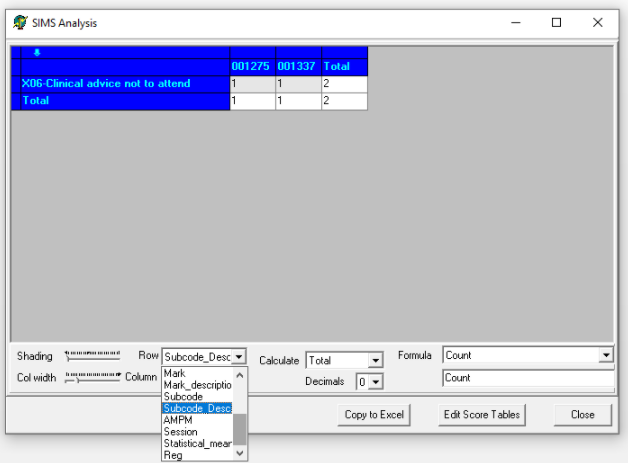 SIMS Analysis
001275 001337 Total
X06-Clinical advice not to attend 1 1 2
Total 1 1 2
Shading Row Subcode_Desc Calculate Total Formula Count
Col width Column Decimals 0 Count
Mark
Mark_descriptio
Subcode
Subcode_Desc
AMPM
Session
Statistical_mear
Reg
Copy to Excel Edit Score Tables Close